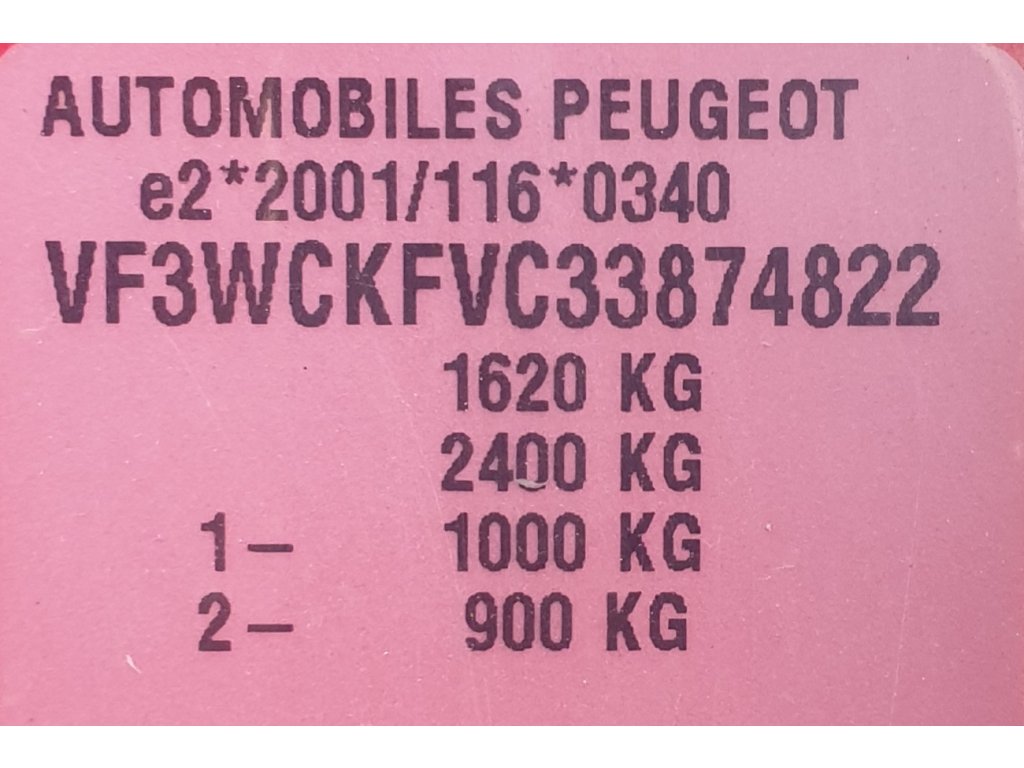 AUTOMOBILES PEUGEOT
e2*2001/116*0340
VF3WCKFVC33874822
1620 KG
2400 KG
1– 1000 KG
2– 900 KG